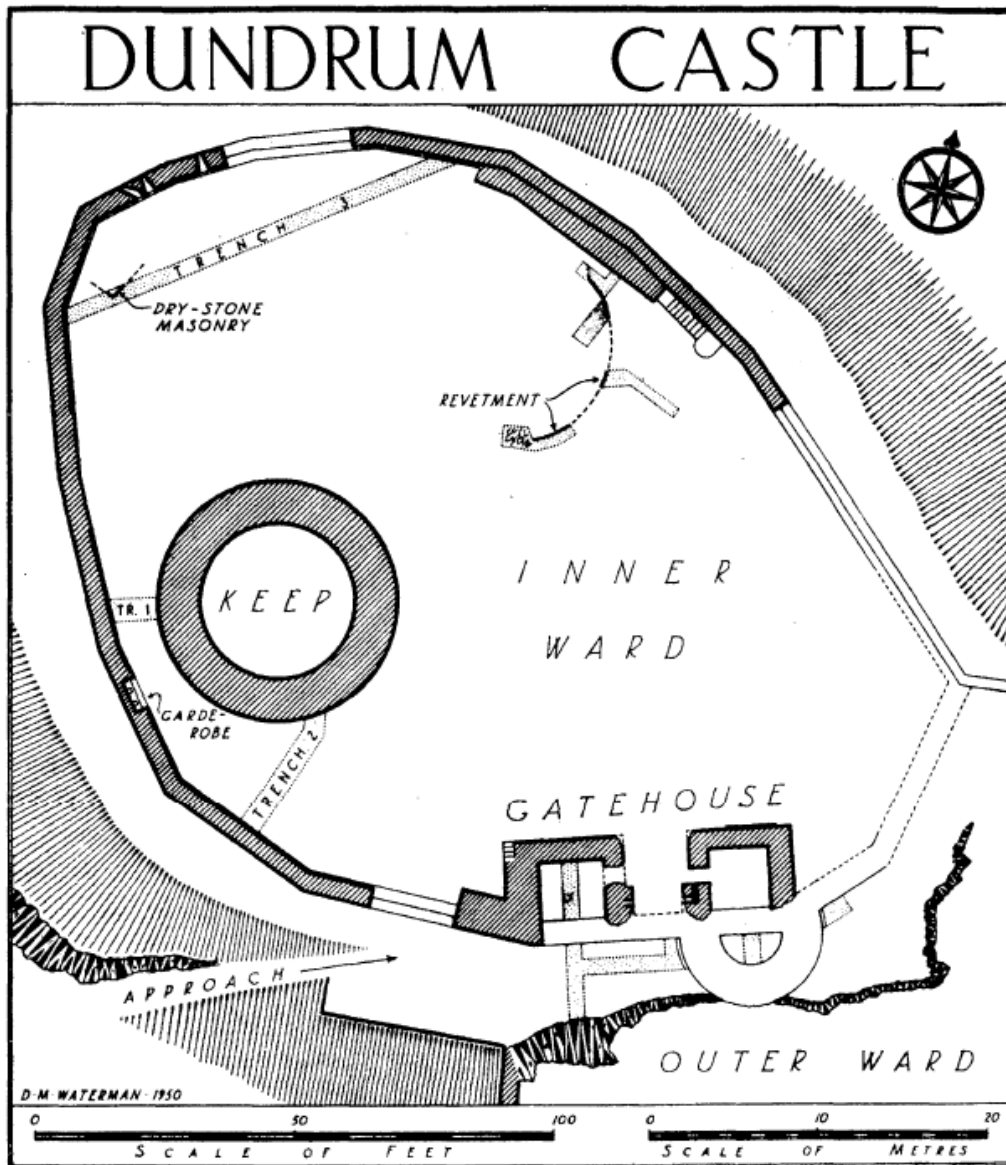 DUNDRUM CASTLE
TRENCH 3
DRY-STONE
MASONRY
REVETMENT
KEEP
INNER
WARD
TR. 1
GARDE-
ROBE
TRENCH 2
GATEHOUSE
APPROACH
OUTER WARD
D·M·WATERMAN·1950
0 50 100
SCALE OF FEET
0 10 20
SCALE OF METRES